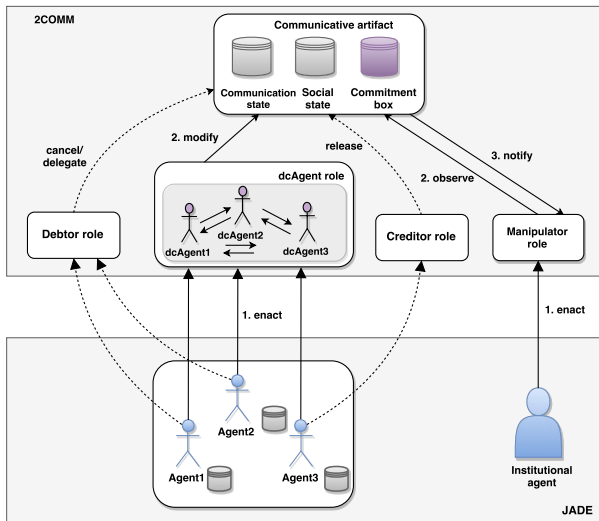 2COMM
Communicative artifact
Communication
state
Social
state
Commitment
box
cancel/
delegate
2. modify
release
3. notify
2. observe
dcAgent role
dcAgent1
dcAgent2
dcAgent3
Debtor role
Creditor role
Manipulator
role
1. enact
1. enact
Agent1
Agent2
Agent3
Institutional
agent
JADE